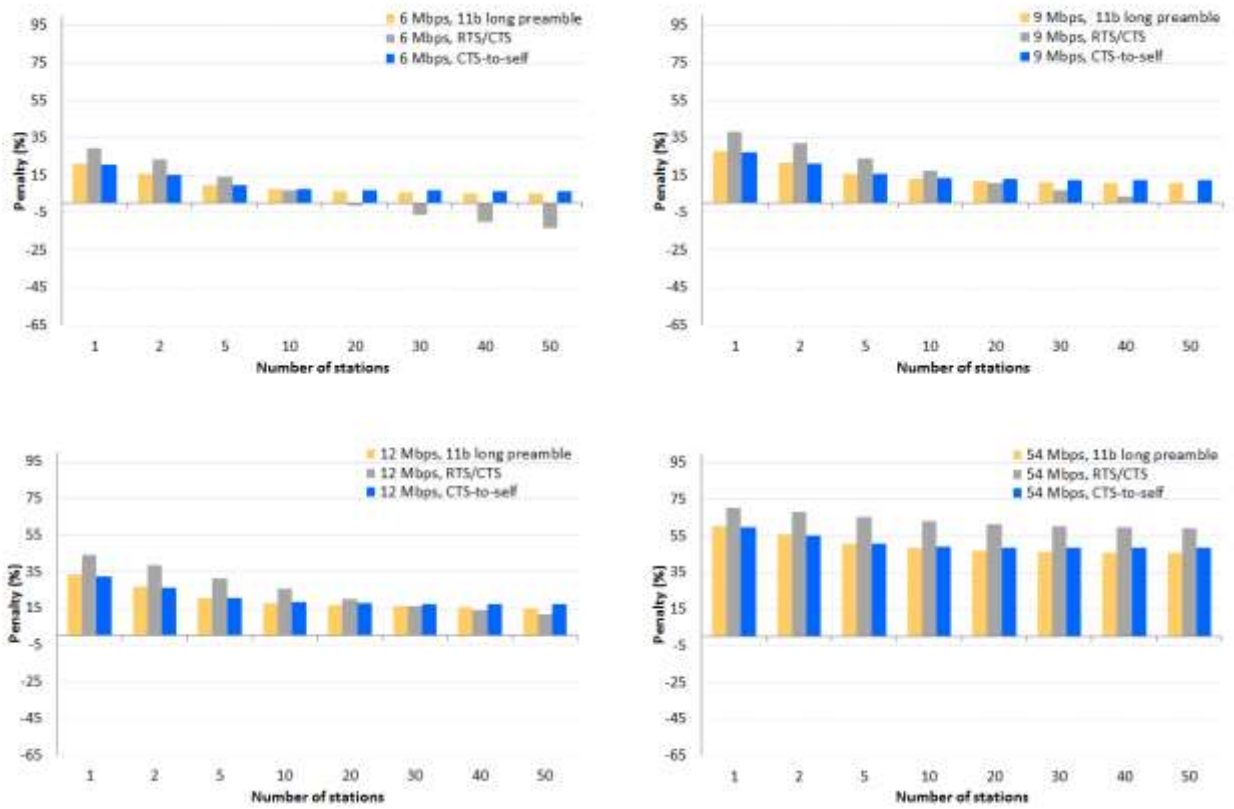 95
75
55
35
15
-5
-25
-45
-65
Penalty (%)
6 Mbps, 11b long preamble
6 Mbps, RTS/CTS
6 Mbps, CTS-to-self
1 2 5 10 20 30 40 50
Number of stations
95
75
55
35
15
-5
-25
-45
-65
Penalty (%)
9 Mbps, 11b long preamble
9 Mbps, RTS/CTS
9 Mbps, CTS-to-self
1 2 5 10 20 30 40 50
Number of stations
95
75
55
35
15
-5
-25
-45
-65
Penalty (%)
12 Mbps, 11b long preamble
12 Mbps, RTS/CTS
12 Mbps, CTS-to-self
1 2 5 10 20 30 40 50
Number of stations
95
75
55
35
15
-5
-25
-45
-65
Penalty (%)
54 Mbps, 11b long preamble
54 Mbps, RTS/CTS
54 Mbps, CTS-to-self
1 2 5 10 20 30 40 50
Number of stations